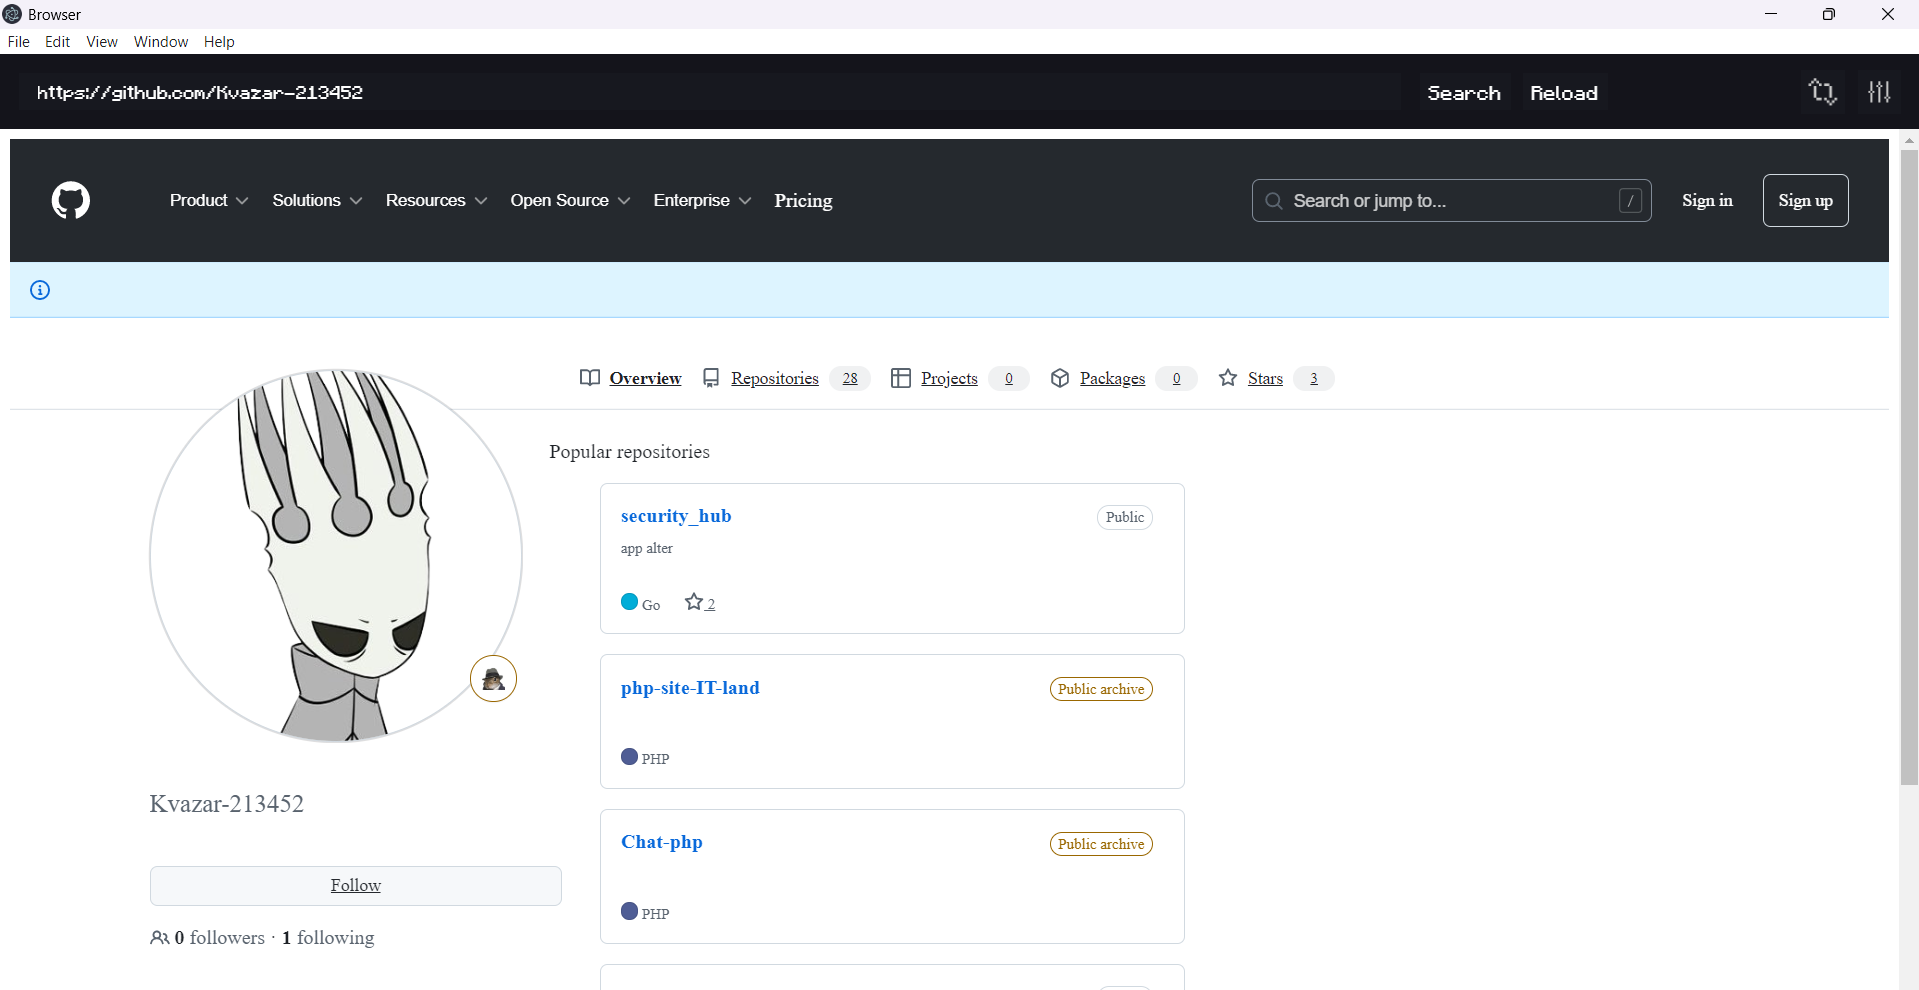 Browser
File Edit View Window Help
https://github.com/Kvazar-213452 Search Reload
Product Solutions Resources Open Source Enterprise Pricing Search or jump to... / Sign in Sign up
Overview Repositories 28 Projects 0 Packages 0 Stars 3
Popular repositories
security_hub Public
app alter
Go 2
php-site-IT-land Public archive
PHP
Chat-php Public archive
PHP
Kvazar-213452
Follow
0 followers · 1 following